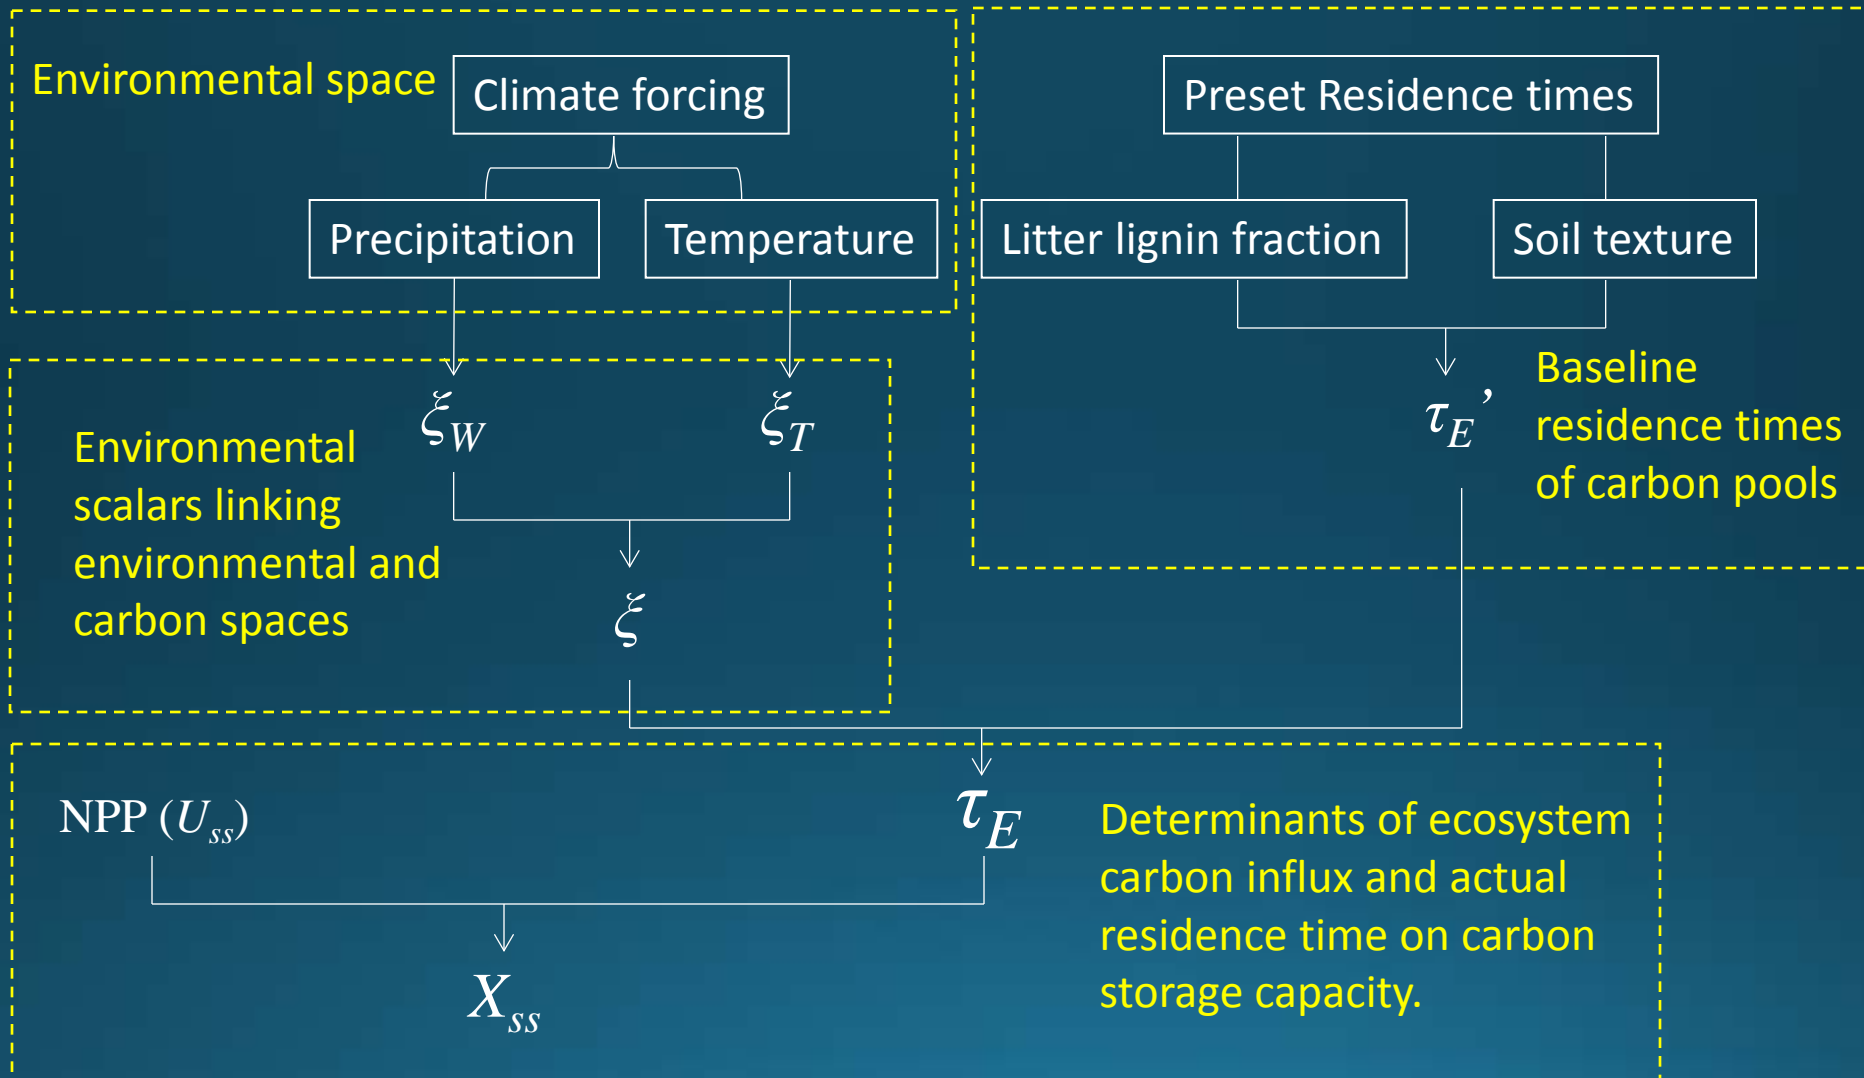 Environmental space
Climate forcing
Precipitation
Temperature
Preset Residence times
Litter lignin fraction
Soil texture
τE’
Baseline
residence times
of carbon pools
ξW
ξT
Environmental
scalars linking
environmental and
carbon spaces
ξ
NPP (Uss)
τE
Xss
Determinants of ecosystem
carbon influx and actual
residence time on carbon
storage capacity.